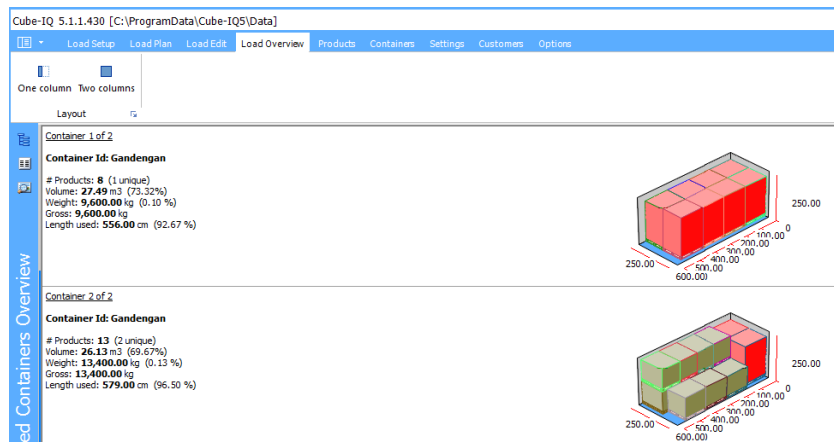 Cube-IQ 5.1.1.430 [C:\ProgramData\Cube-IQ5\Data]
Load Setup Load Plan Load Edit Load Overview Products Containers Settings Customers Options
One column Two columns
Layout
Container 1 of 2
Container Id: Gandengan
# Products: 8 (1 unique)
Volume: 27.49 m3 (73.32%)
Weight: 9,600.00 kg (0.10 %)
Gross: 9,600.00 kg
Length used: 556.00 cm (92.67 %)
250.00
0
100.00
200.00
300.00
400.00
500.00
600.00
250.00
Container 2 of 2
Container Id: Gandengan
# Products: 13 (2 unique)
Volume: 26.13 m3 (69.67%)
Weight: 13,400.00 kg (0.13 %)
Gross: 13,400.00 kg
Length used: 579.00 cm (96.50 %)
250.00
0
100.00
200.00
300.00
400.00
500.00
600.00
250.00
ed Containers Overview